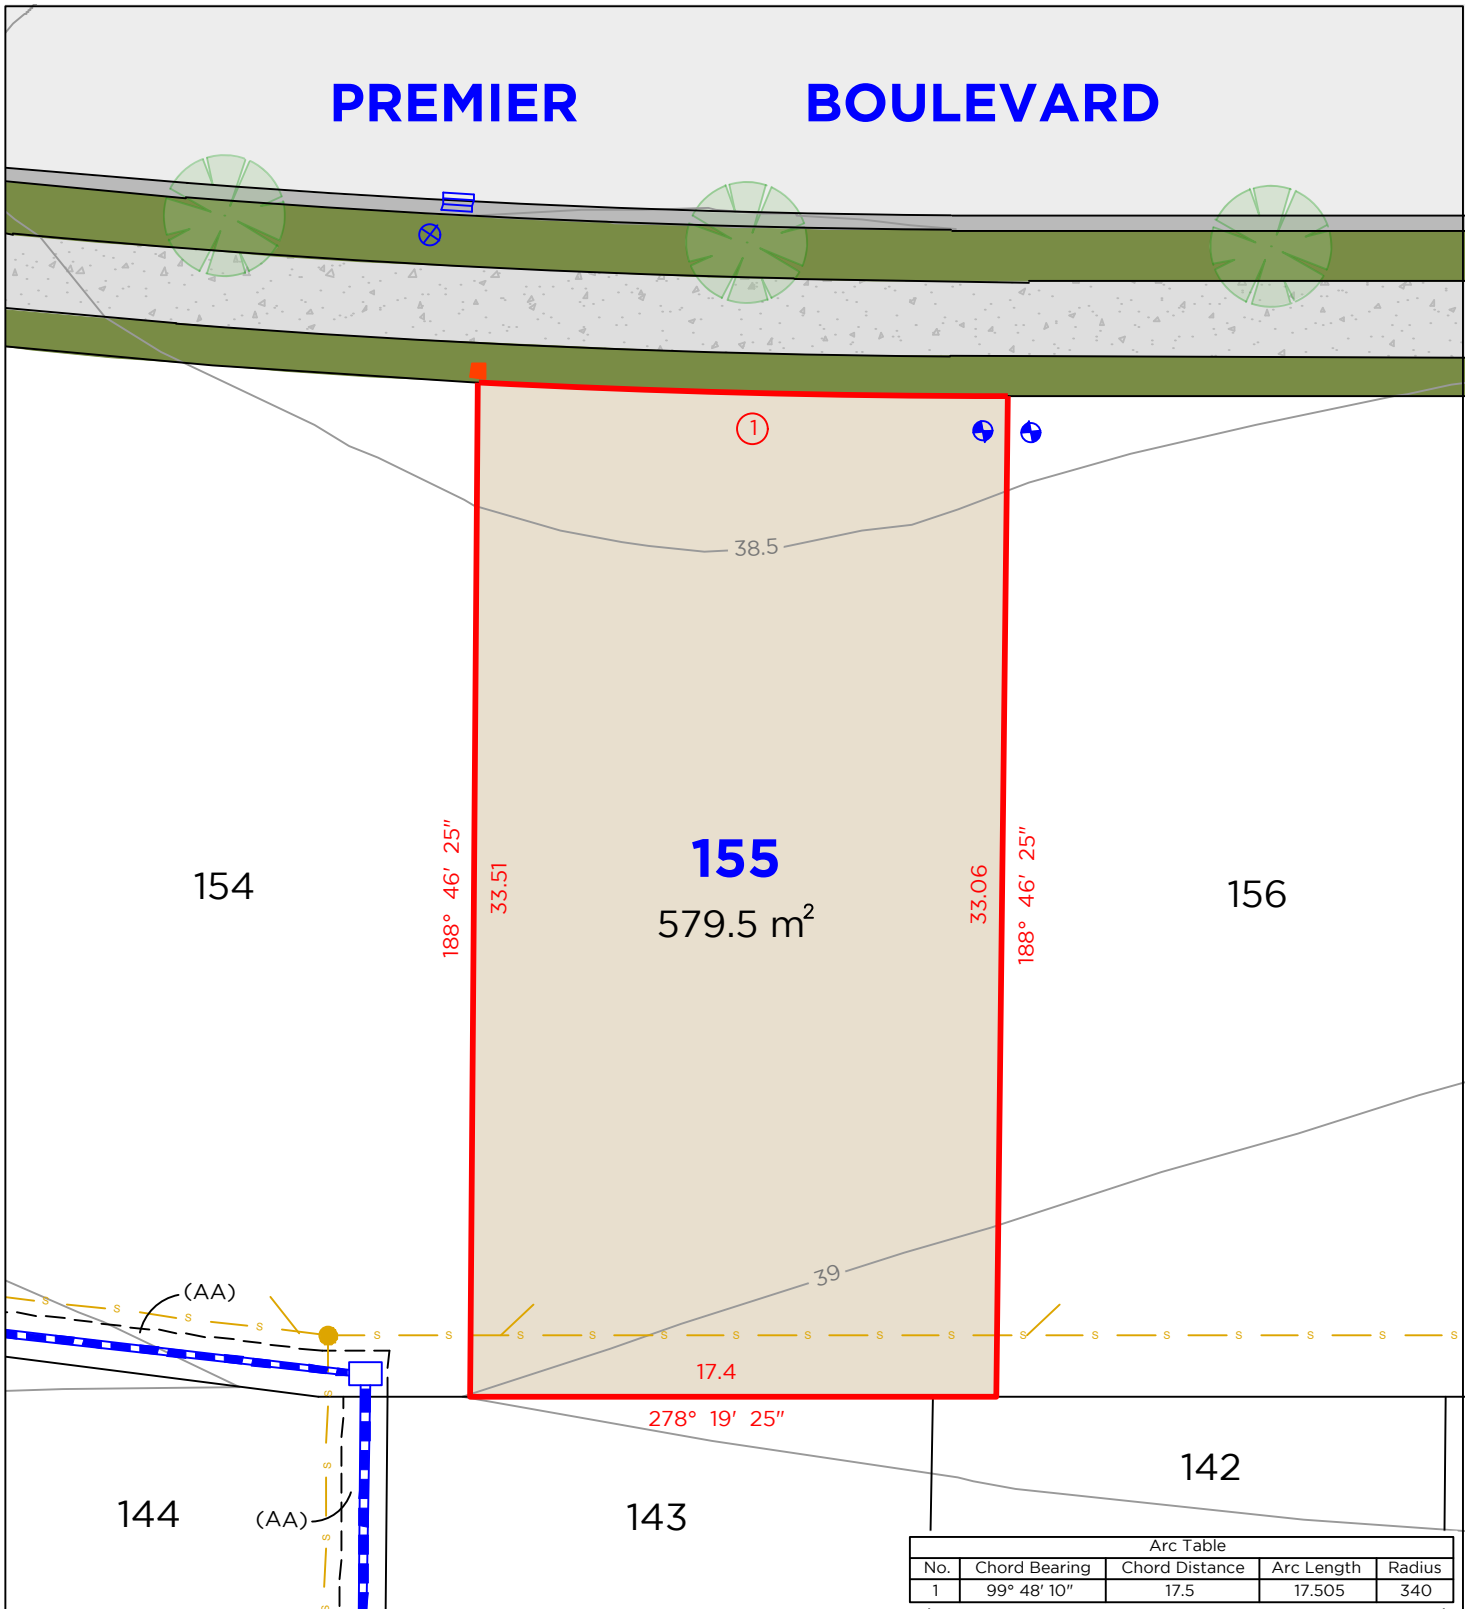 PREMIER BOULEVARD
1
38.5
154
188° 46' 25"
33.51
155
579.5 m²
33.06
188° 46' 25"
156
39
(AA)
s s s s
s s s s s s s s s s s s s s s s
17.4
278° 19' 25"
s
s
s
s
144
(AA)
143
142
Arc Table
No. Chord Bearing Chord Distance Arc Length Radius
1 99° 48' 10" 17.5 17.505 340